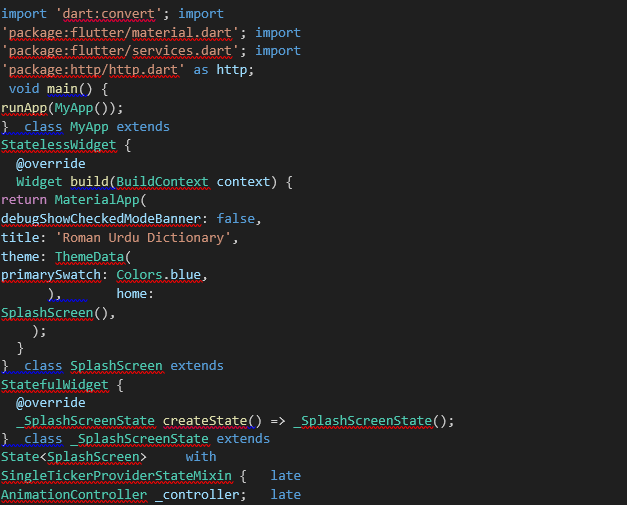 import 'dart:convert'; import
'package:flutter/material.dart'; import
'package:flutter/services.dart'; import
'package:http/http.dart' as http;
void main() {
runApp(MyApp());
}  class MyApp extends
StatelessWidget {
@override
Widget build(BuildContext context) {
return MaterialApp(
debugShowCheckedModeBanner: false,
title: 'Roman Urdu Dictionary',
theme: ThemeData(
primarySwatch: Colors.blue,
),       home:
SplashScreen(),
);
}
}  class SplashScreen extends
StatefulWidget {
@override
_SplashScreenState createState() => _SplashScreenState();
}  class _SplashScreenState extends
State<SplashScreen>     with
SingleTickerProviderStateMixin {   late
AnimationController _controller;   late